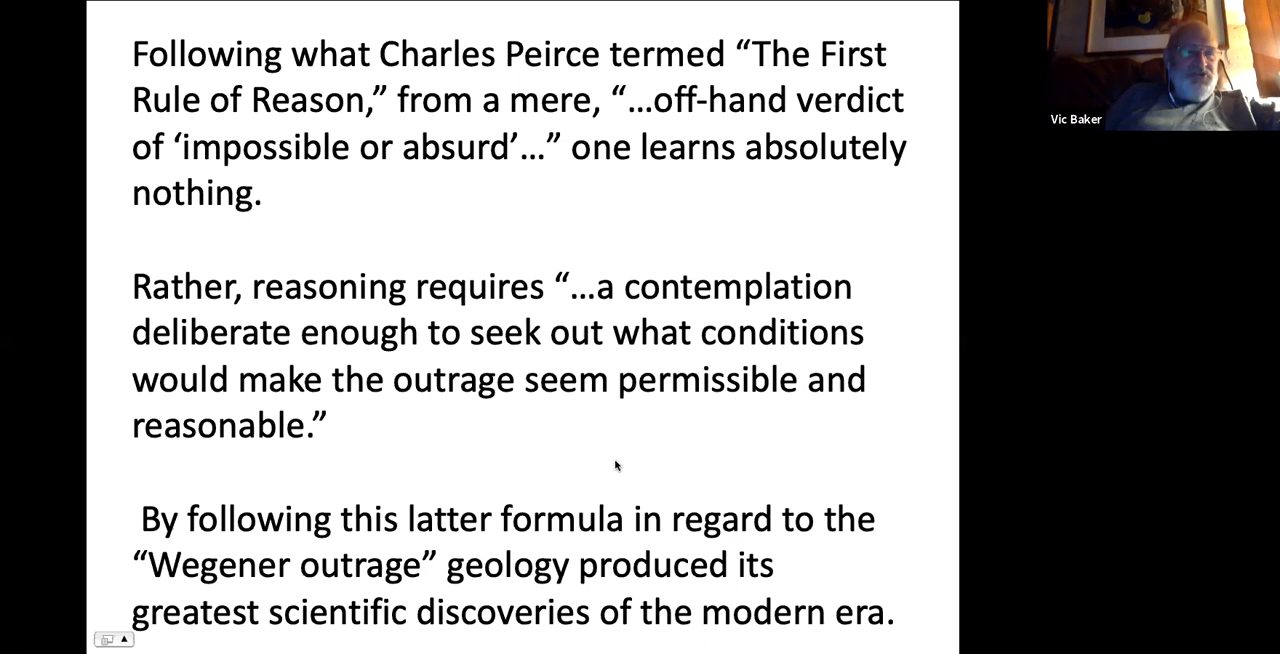 Following what Charles Peirce termed “The First
Rule of Reason,” from a mere, “…off-hand verdict
of ‘impossible or absurd’…” one learns absolutely
nothing.
Rather, reasoning requires “…a contemplation
deliberate enough to seek out what conditions
would make the outrage seem permissible and
reasonable.”
By following this latter formula in regard to the
“Wegener outrage” geology produced its
greatest scientific discoveries of the modern era.
Vic Baker